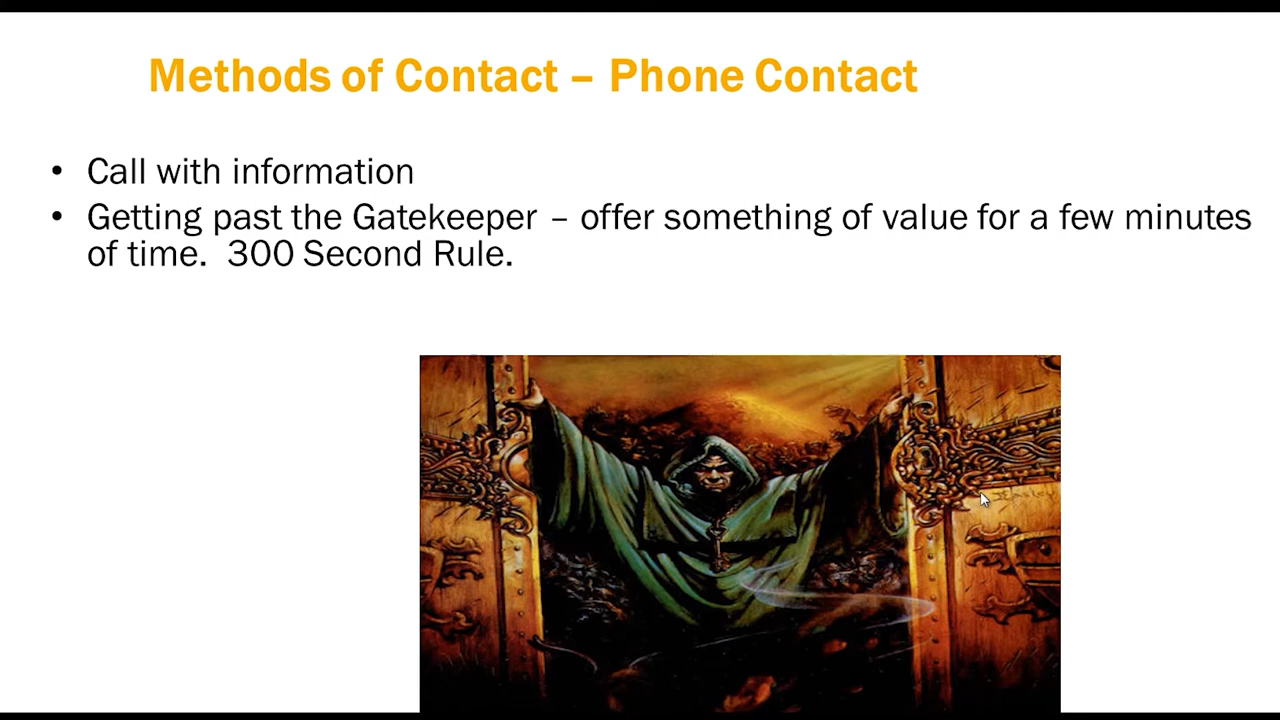 Methods of Contact – Phone Contact
• Call with information
• Getting past the Gatekeeper – offer something of value for a few minutes
of time.  300 Second Rule.